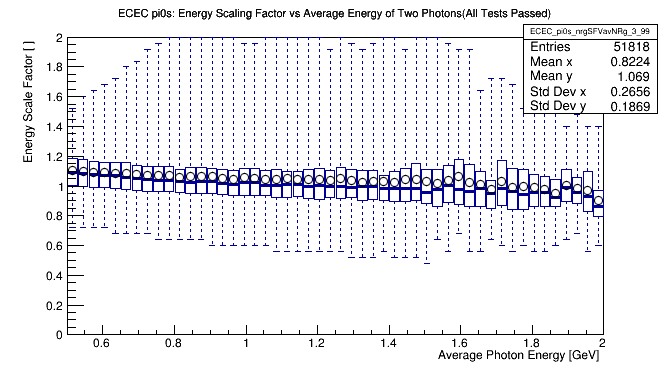 ECEC pi0s: Energy Scaling Factor vs Average Energy of Two Photons(All Tests Passed)
ECEC_pi0s_nrgSFVavNRg_3_99
Entries 51818
Mean x 0.8224
Mean y 1.069
Std Dev x 0.2656
Std Dev y 0.1869
Energy Scale Factor [ ]
2
1.8
1.6
1.4
1.2
1
0.8
0.6
0.4
0.2
0
0.6 0.8 1 1.2 1.4 1.6 1.8 2
Average Photon Energy [GeV]